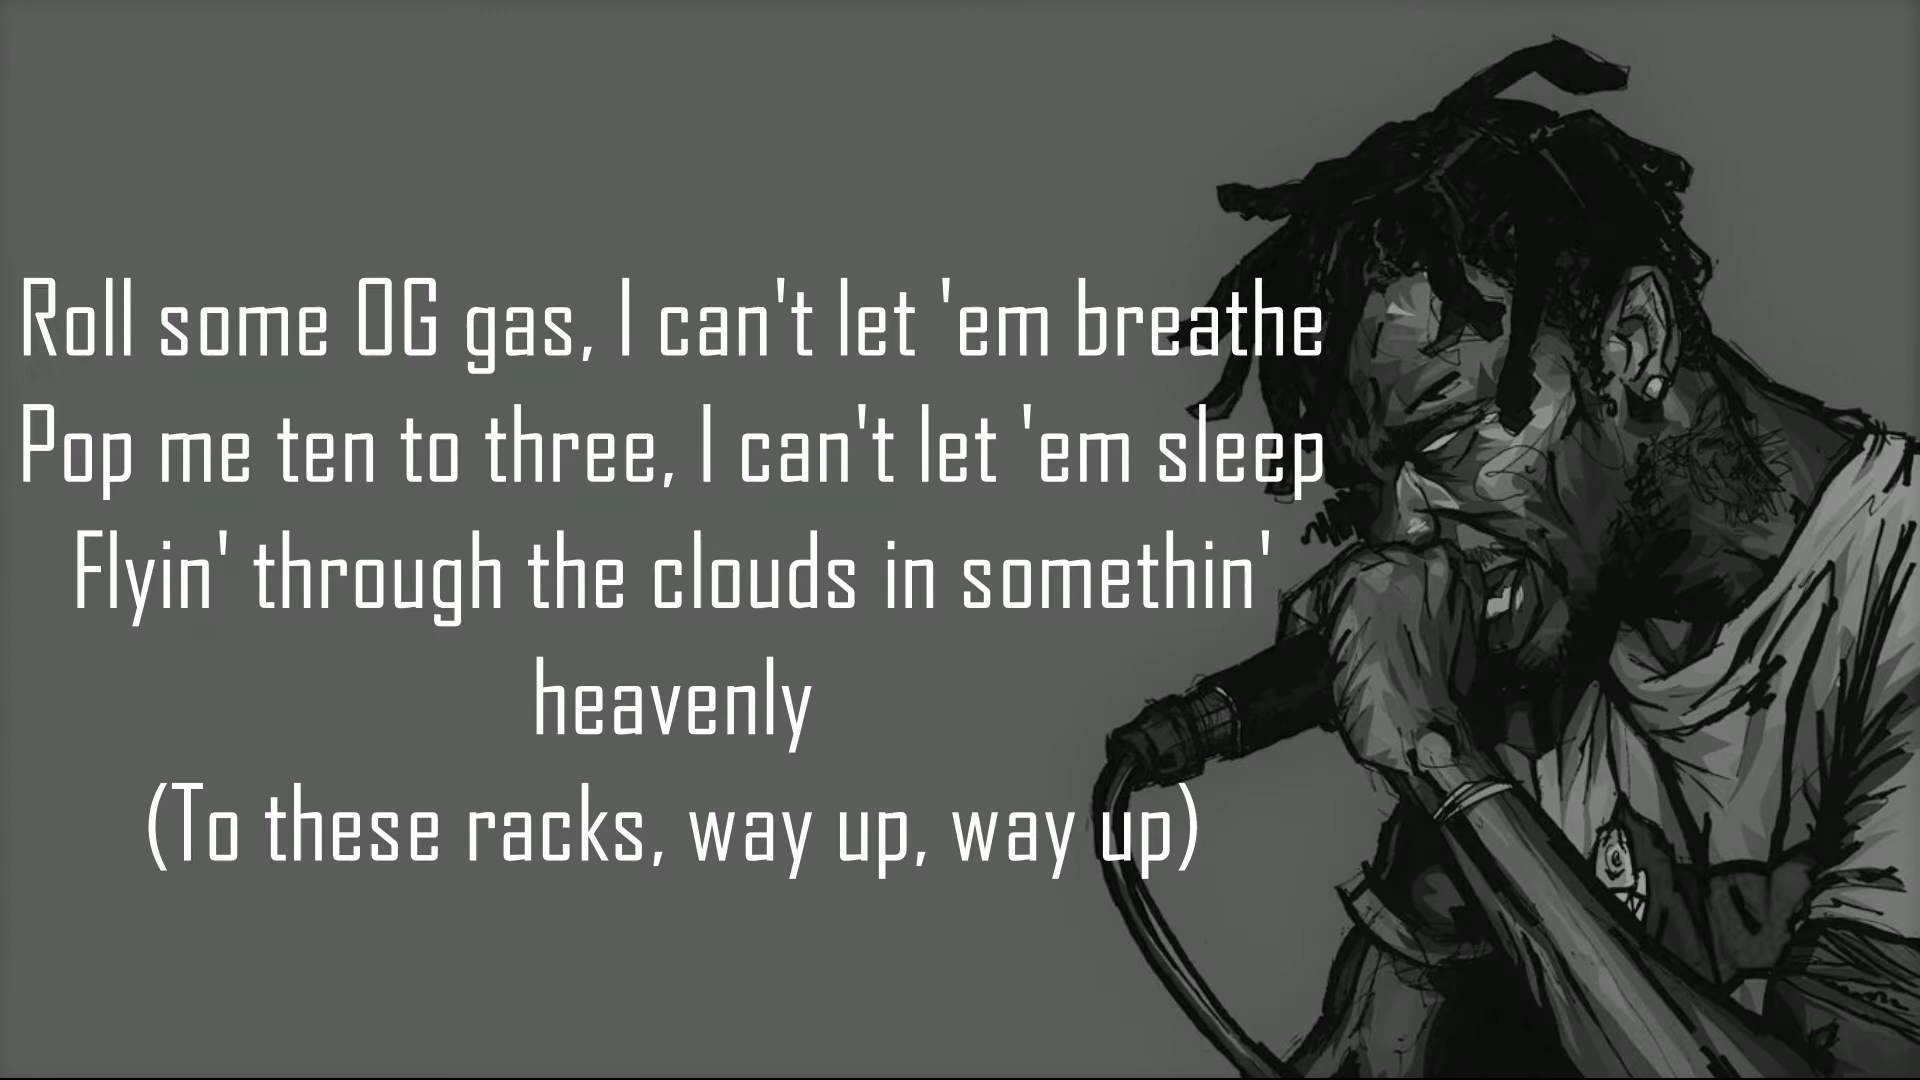 Roll some OG gas, I can't let 'em breathe
Pop me ten to three, I can't let 'em sleep
Flyin' through the clouds in somethin'
heavenly
(To these racks, way up, way up)